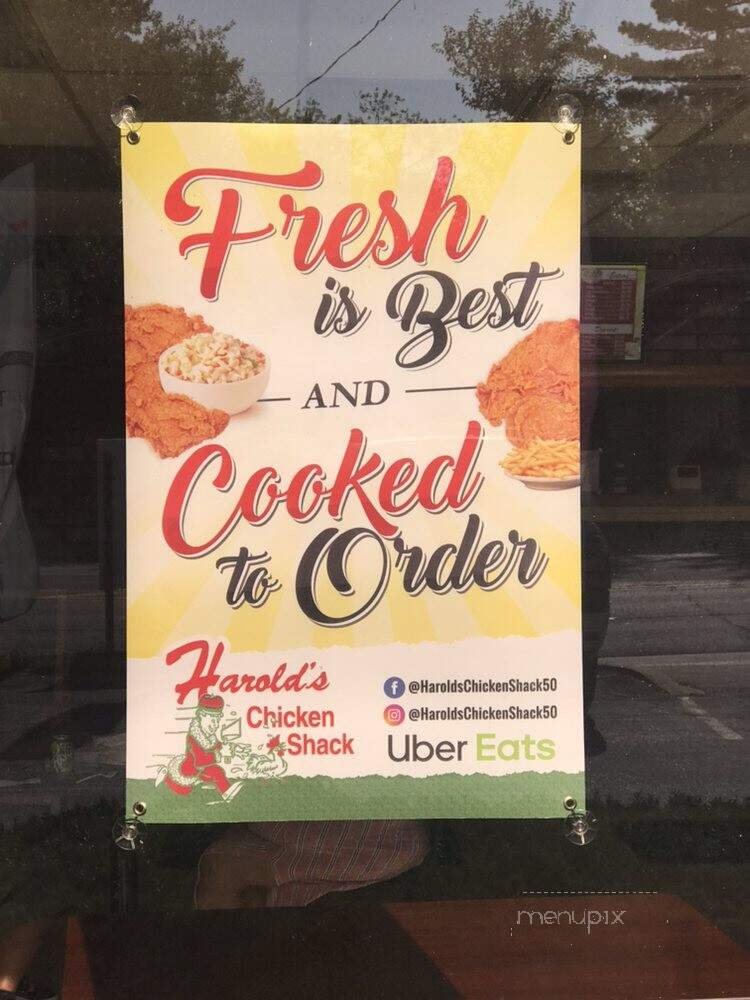 Fresh
is Best
AND
Cooked
to Order
Harold's
Chicken
Shack
@HaroldsChickenShack50
@HaroldsChickenShack50
Uber Eats
menupix